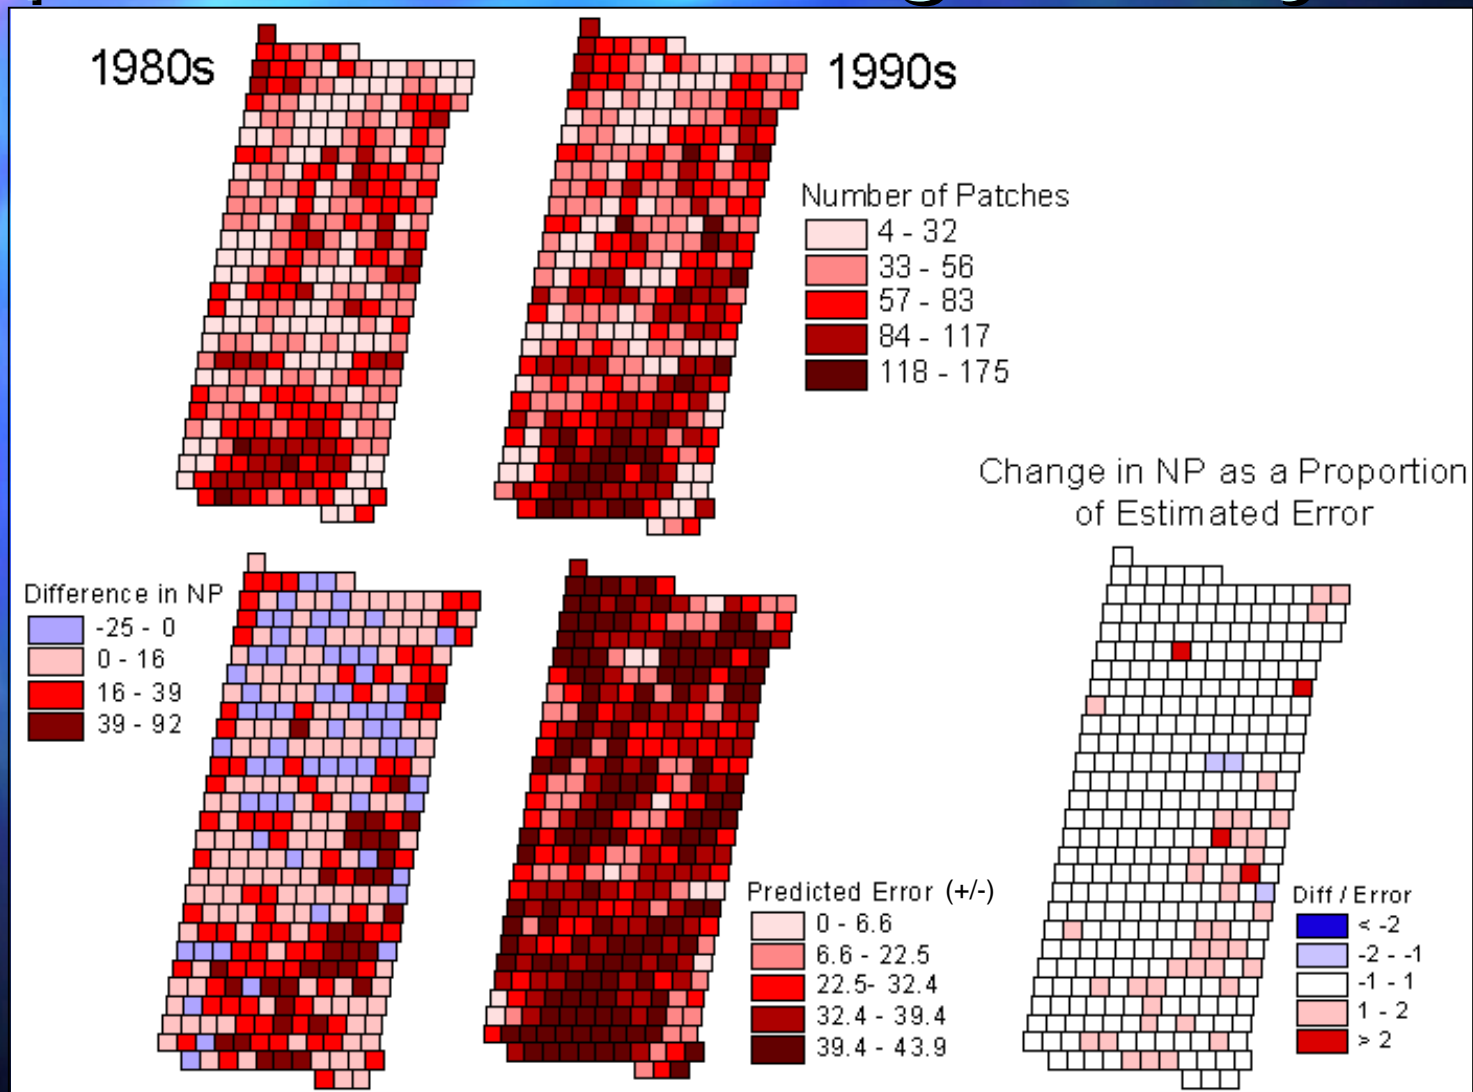 1980s
1990s
Number of Patches
4 - 32
33 - 56
57 - 83
84 - 117
118 - 175
Change in NP as a Proportion
of Estimated Error
Difference in NP
-25 - 0
0 - 16
16 - 39
39 - 92
Predicted Error (+/-)
0 - 6.6
6.6 - 22.5
22.5- 32.4
32.4 - 39.4
39.4 - 43.9
Diff / Error
< -2
-2 - -1
-1 - 1
1 - 2
> 2